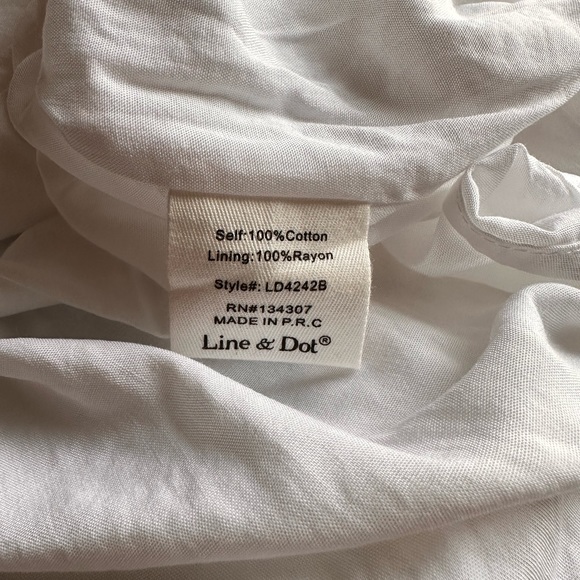 Self:100%Cotton
Lining:100%Rayon
Style#: LD4242B
RN#134307
MADE IN P.R.C
Line & Dot®